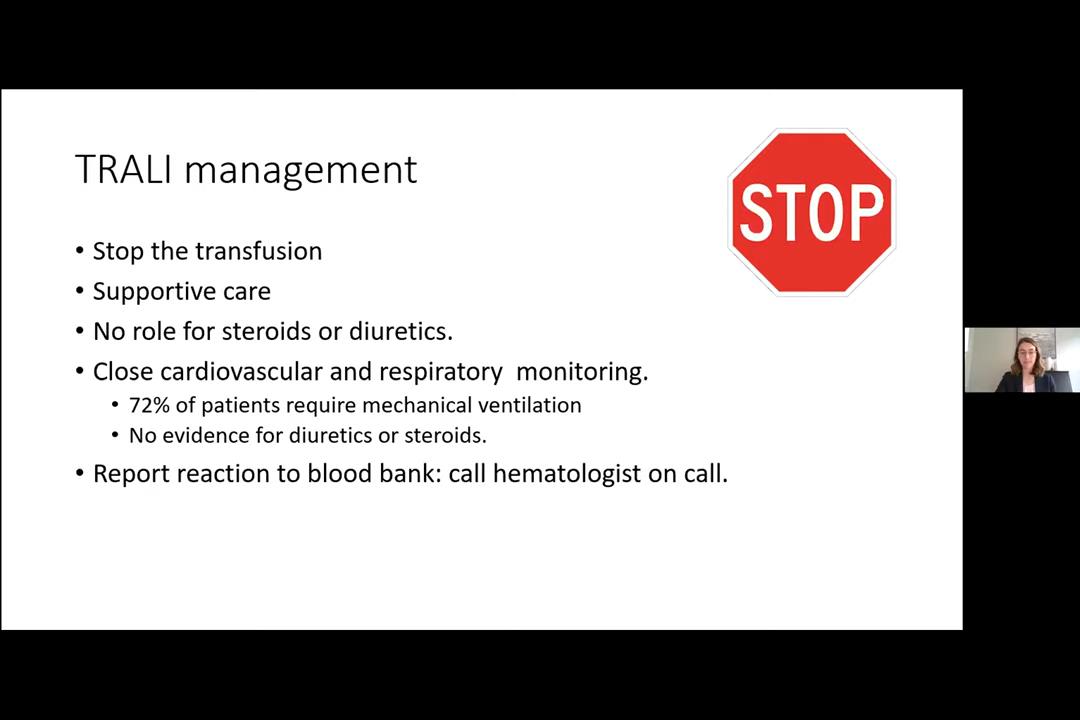 TRALI management
STOP
• Stop the transfusion
• Supportive care
• No role for steroids or diuretics.
• Close cardiovascular and respiratory  monitoring.
• 72% of patients require mechanical ventilation
• No evidence for diuretics or steroids.
• Report reaction to blood bank: call hematologist on call.